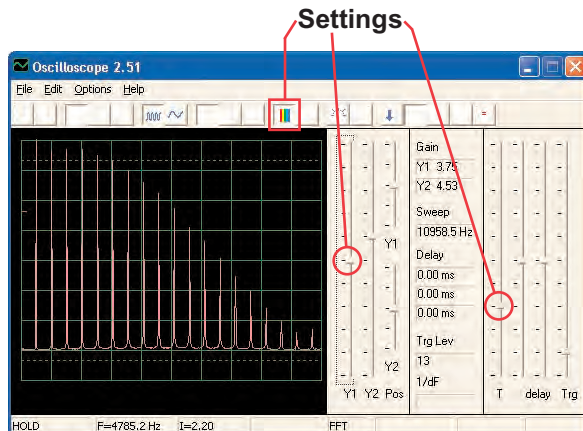 Settings
Oscilloscope 2.51
File Edit Options Help
Gain
Y1 3.75
Y2 4.53
Sweep
10958.5 Hz
Delay
0.00 ms
0.00 ms
0.00 ms
Trg Lev
13
1/dF
Y1
Y2
Y1 Y2 Pos
T delay Trg
HOLD F=4785.2 Hz I=2.20 FFT